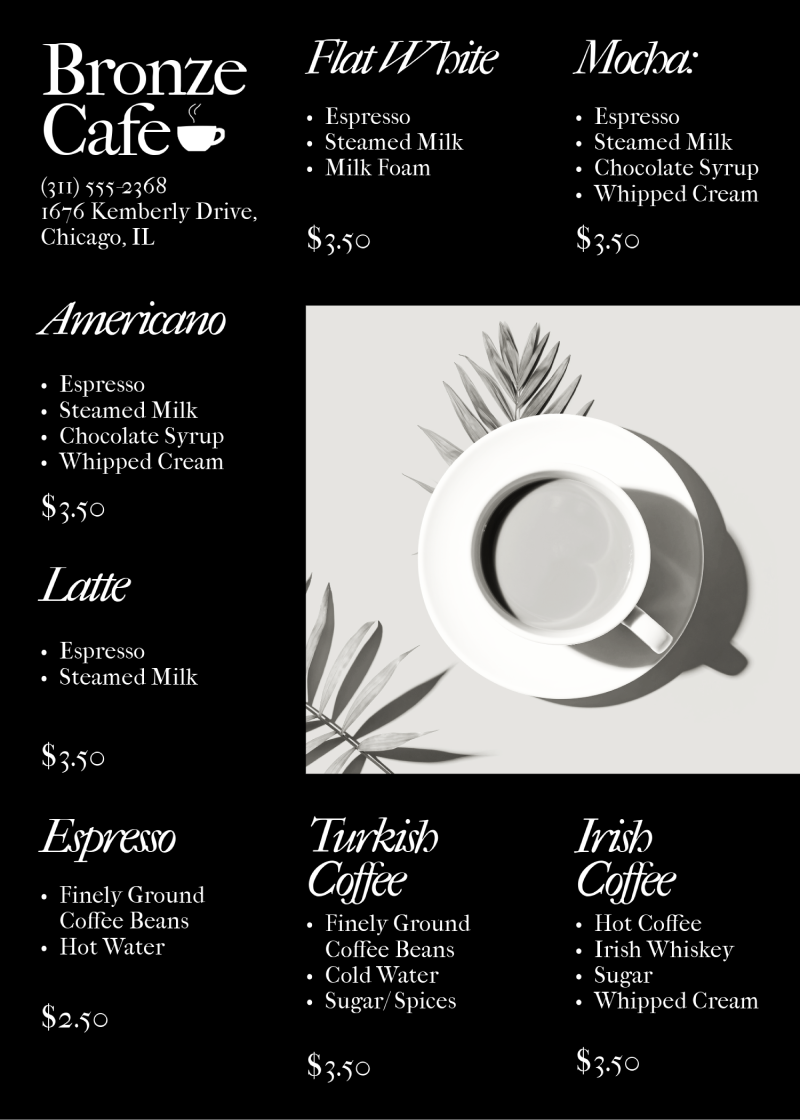 Bronze
Cafe
(311) 555-2368
1676 Kemberly Drive,
Chicago, IL
Flat White
• Espresso
• Steamed Milk
• Milk Foam
$3.50
Mocha:
• Espresso
• Steamed Milk
• Chocolate Syrup
• Whipped Cream
$3.50
Americano
• Espresso
• Steamed Milk
• Chocolate Syrup
• Whipped Cream
$3.50
Latte
• Espresso
• Steamed Milk
$3.50
Espresso
• Finely Ground
Coffee Beans
• Hot Water
$2.50
Turkish
Coffee
• Finely Ground
Coffee Beans
• Cold Water
• Sugar/Spices
$3.50
Irish
Coffee
• Hot Coffee
• Irish Whiskey
• Sugar
• Whipped Cream
$3.50